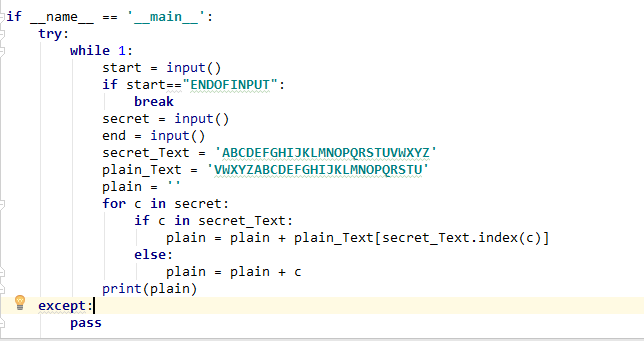 if __name__ == '__main__':
    try:
        while 1:
            start = input()
            if start=="ENDOFINPUT":
                break
            secret = input()
            end = input()
            secret_Text = 'ABCDEFGHIJKLMNOPQRSTUVWXYZ'
            plain_Text = 'VWXYZABCDEFGHIJKLMNOPQRSTU'
            plain = ''
            for c in secret:
                if c in secret_Text:
                    plain = plain + plain_Text[secret_Text.index(c)]
                else:
                    plain = plain + c
            print(plain)
    except:
        pass